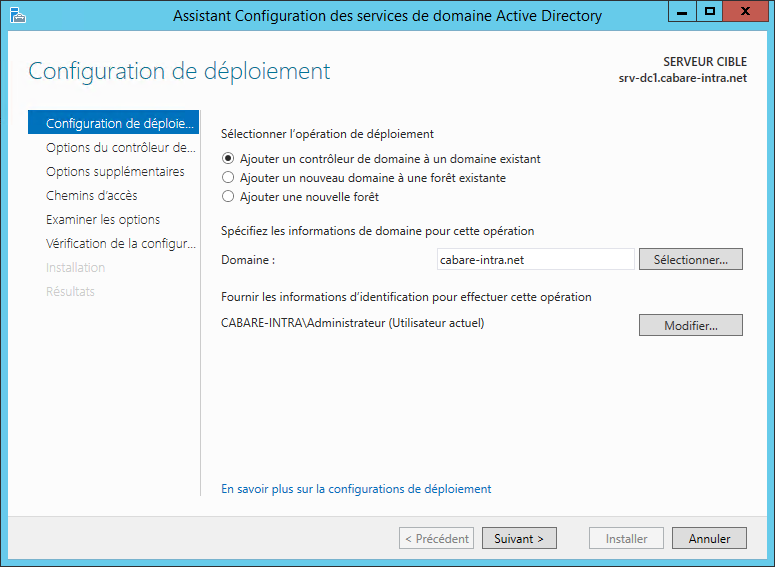 Assistant Configuration des services de domaine Active Directory
Configuration de déploiement
SERVEUR CIBLE
srv-dc1.cabare-intra.net
Configuration de déploie...
Options du contrôleur de...
Options supplémentaires
Chemins d'accès
Examiner les options
Vérification de la configur...
Installation
Résultats
Sélectionner l'opération de déploiement
Ajouter un contrôleur de domaine à un domaine existant
Ajouter un nouveau domaine à une forêt existante
Ajouter une nouvelle forêt
Spécifiez les informations de domaine pour cette opération
Domaine : cabare-intra.net Sélectionner...
Fournir les informations d'identification pour effectuer cette opération
CABARE-INTRA\Administrateur (Utilisateur actuel) Modifier...
En savoir plus sur la configurations de déploiement
< Précédent Suivant > Installer Annuler